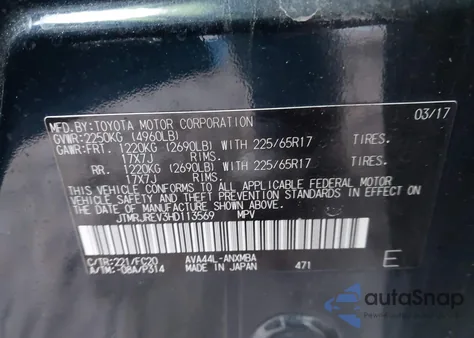 MFD.BY:TOYOTA MOTOR CORPORATION 03/17
GVWR:2250KG (4960LB)
GAWR:FRT. 1220KG (2690LB) WITH 225/65R17 TIRES.
17X7J RIMS.
RR. 1220KG (2690LB) WITH 225/65R17 TIRES.
17X7J RIMS.
THIS VEHICLE CONFORMS TO ALL APPLICABLE FEDERAL MOTOR
VEHICLE SAFETY STANDARDS IN EFFECT ON
THE DATE OF MANUFACTURE SHOWN ABOVE.
JTMRJREV3HD113569 MPV
C/TR:221/FC20 AVA44L-ANXMBA E
A/TM:-08A/P314 MADE IN JAPAN 471
autoSnap
POWERED BY